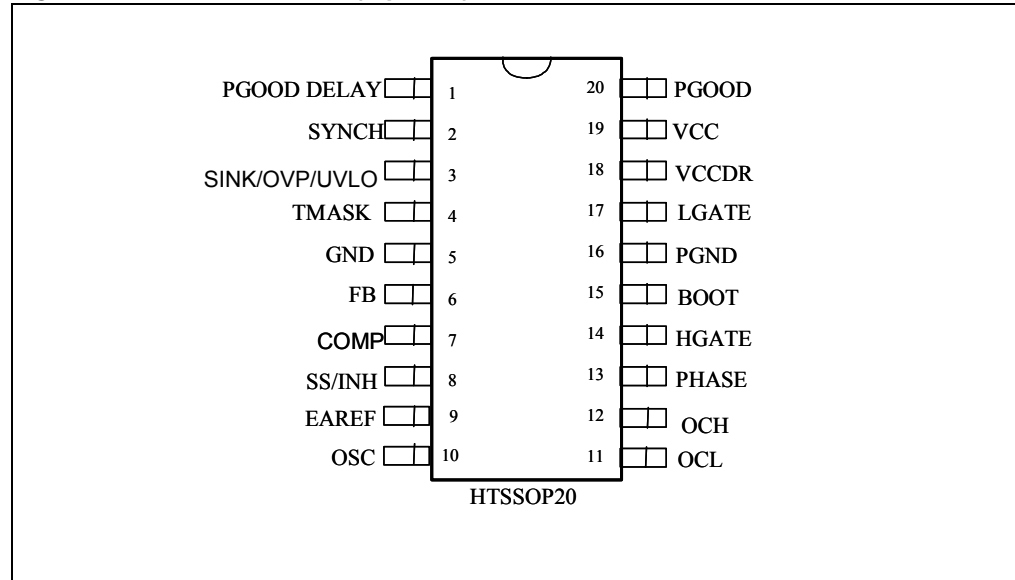 PGOOD DELAY 1 20 PGOOD
SYNCH 2 19 VCC
SINK/OVP/UVLO 3 18 VCCDR
TMASK 4 17 LGATE
GND 5 16 PGND
FB 6 15 BOOT
COMP 7 14 HGATE
SS/INH 8 13 PHASE
EAREF 9 12 OCH
OSC 10 11 OCL
HTSSOP20